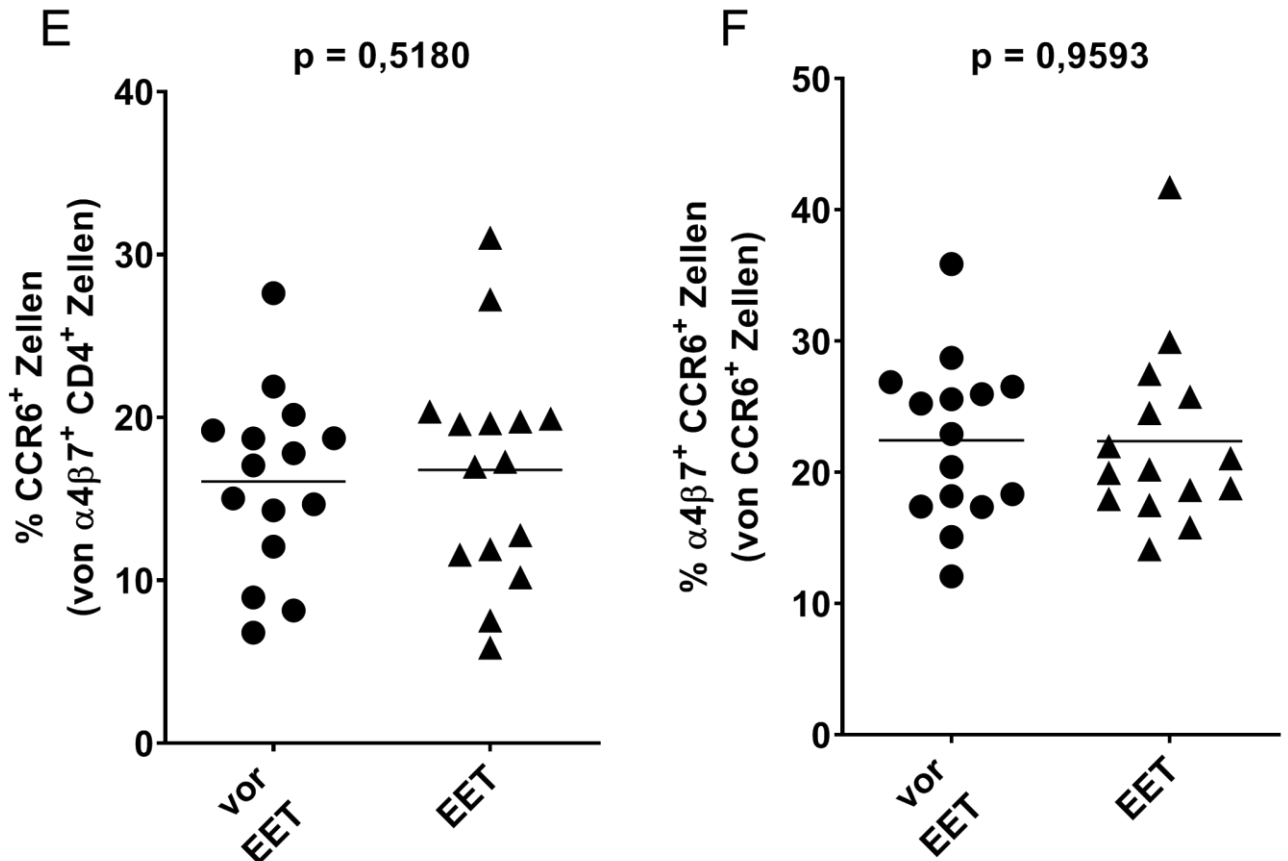 E
p = 0,5180
% CCR6⁺ Zellen
(von α4β7⁺ CD4⁺ Zellen)
40
30
20
10
0
vor
EET
EET
F
p = 0,9593
% α4β7⁺ CCR6⁺ Zellen
(von CCR6⁺ Zellen)
50
40
30
20
10
0
vor
EET
EET